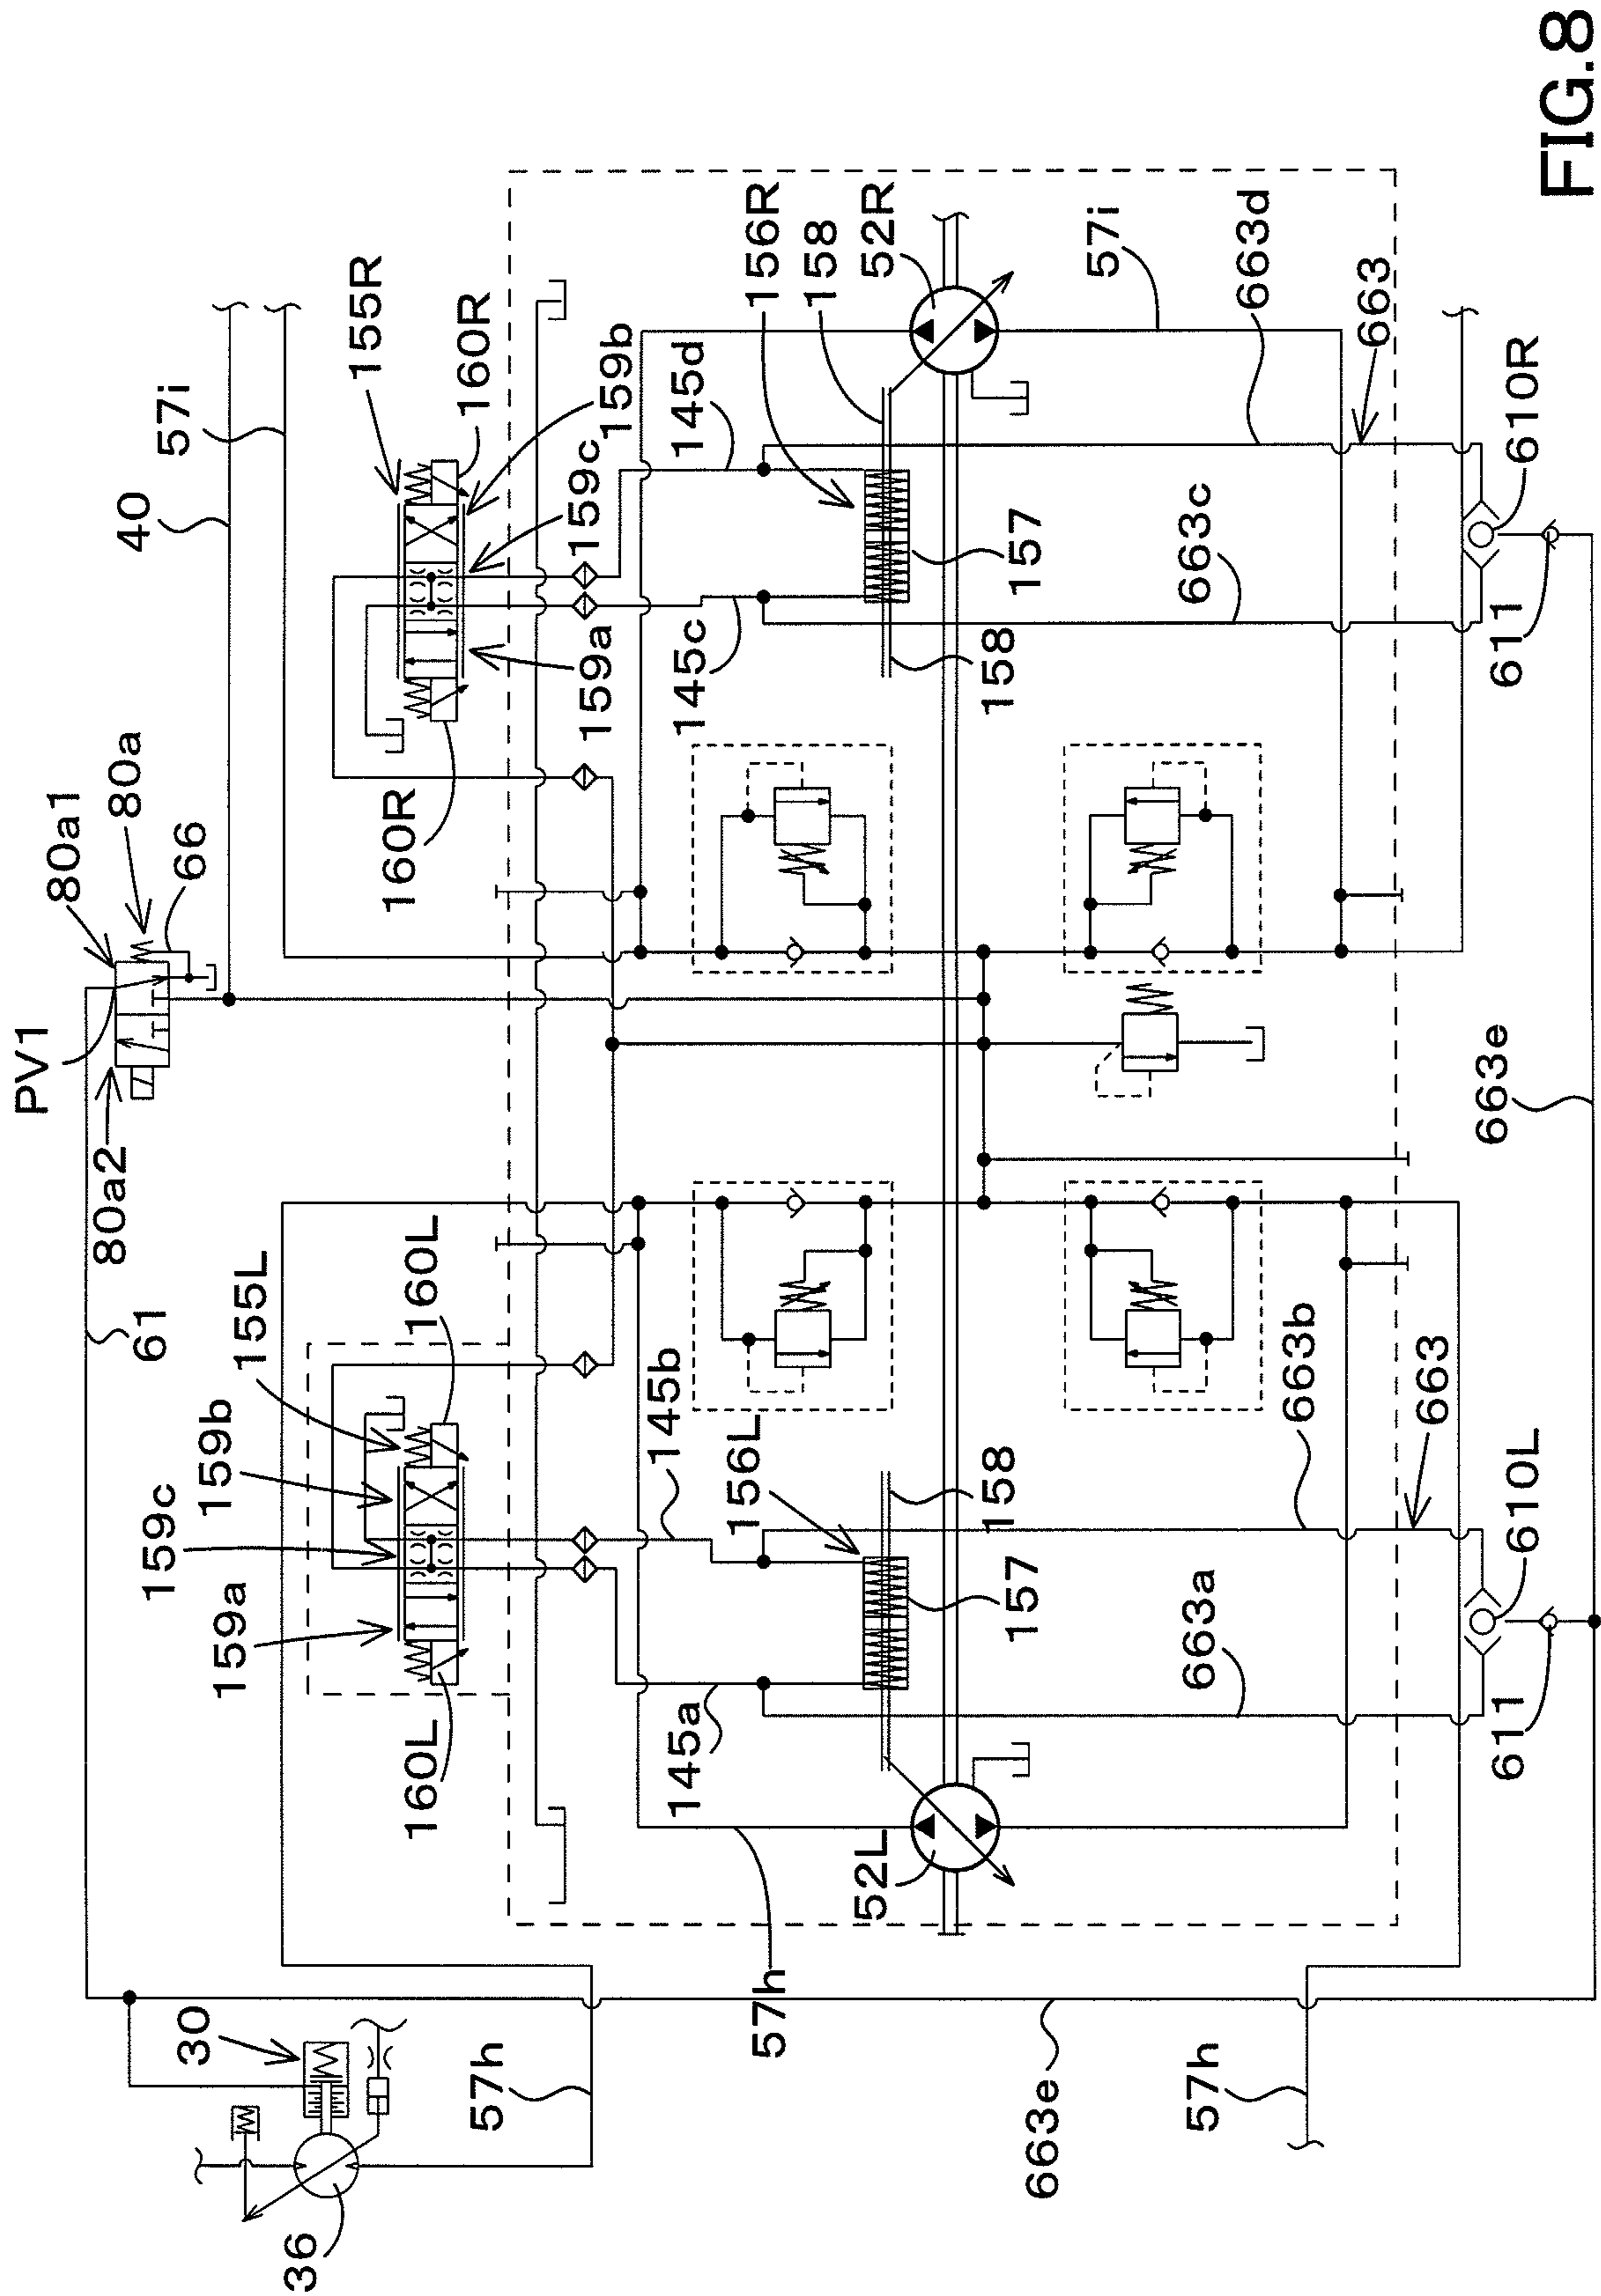 FIG.8
PV1
80a1
80a
66
80a2
61
40
57i
155R
160R
159b
159c
159a
160R
145d
145c
156R
158
52R
57i
663d
663
157
158
663c
610R
611
663e
155L
160L
159b
159c
159a
160L
145b
145a
156L
158
157
663b
663
663a
610L
611
52L
57h
30
36
57h
663e
57h